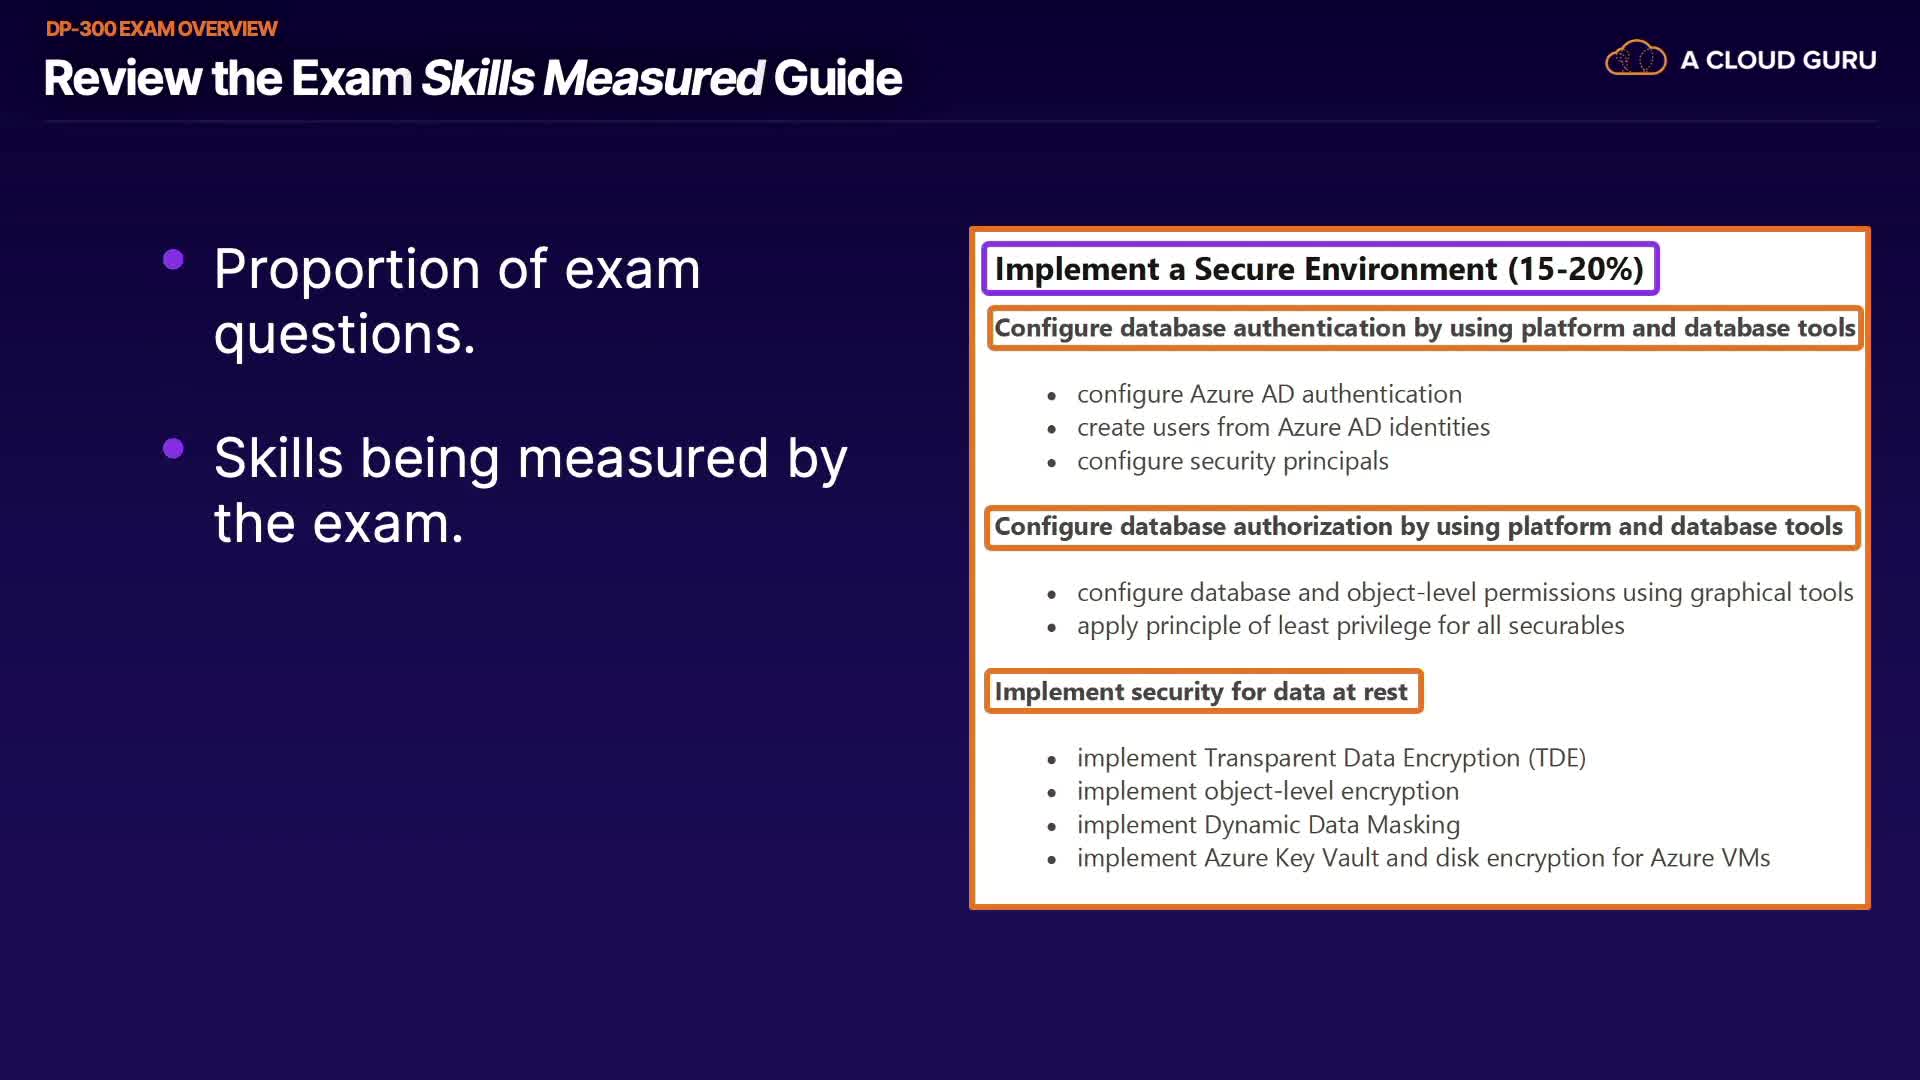 DP-300 EXAM OVERVIEW
Review the Exam Skills Measured Guide
A CLOUD GURU
Proportion of exam
questions.
Skills being measured by
the exam.
Implement a Secure Environment (15-20%)
Configure database authentication by using platform and database tools
configure Azure AD authentication
create users from Azure AD identities
configure security principals
Configure database authorization by using platform and database tools
configure database and object-level permissions using graphical tools
apply principle of least privilege for all securables
Implement security for data at rest
implement Transparent Data Encryption (TDE)
implement object-level encryption
implement Dynamic Data Masking
implement Azure Key Vault and disk encryption for Azure VMs